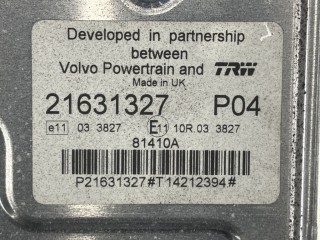 Developed in partnership
between
Volvo Powertrain and TRW
Made in UK
21631327 P04
e11 03 3827 E11 10R 03 3827
81410A
P21631327#T14212394#